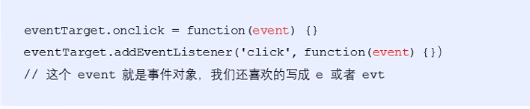 eventTarget.onclick = function(event) {}
eventTarget.addEventListener('click', function(event) {})
// 这个 event 就是事件对象，我们还喜欢的写成 e 或者 evt